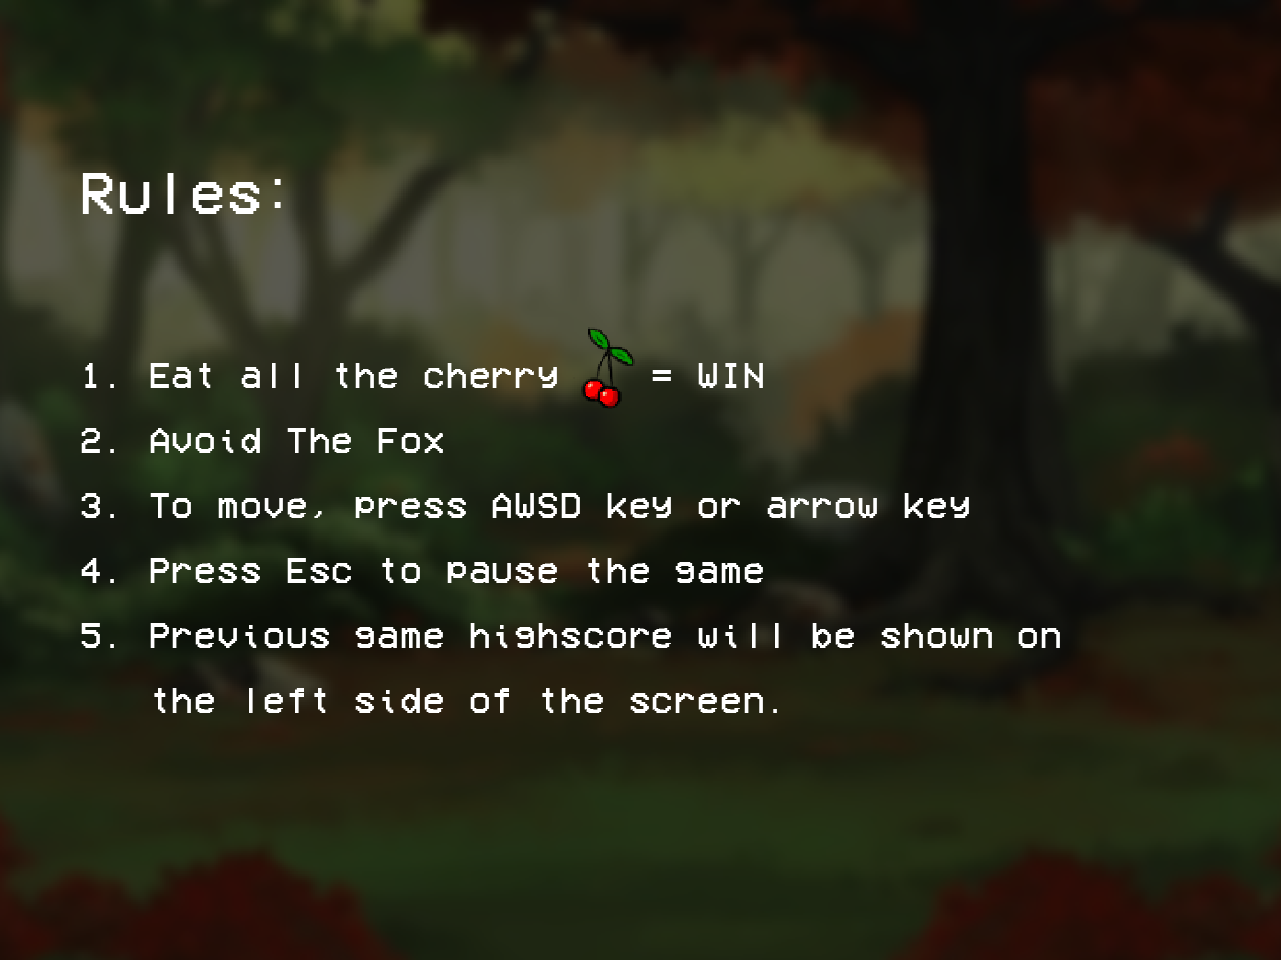 Rules:
1. Eat all the cherry = WIN
2. Avoid The Fox
3. To move, press AWSD key or arrow key
4. Press Esc to pause the game
5. Previous game highscore will be shown on
the left side of the screen.